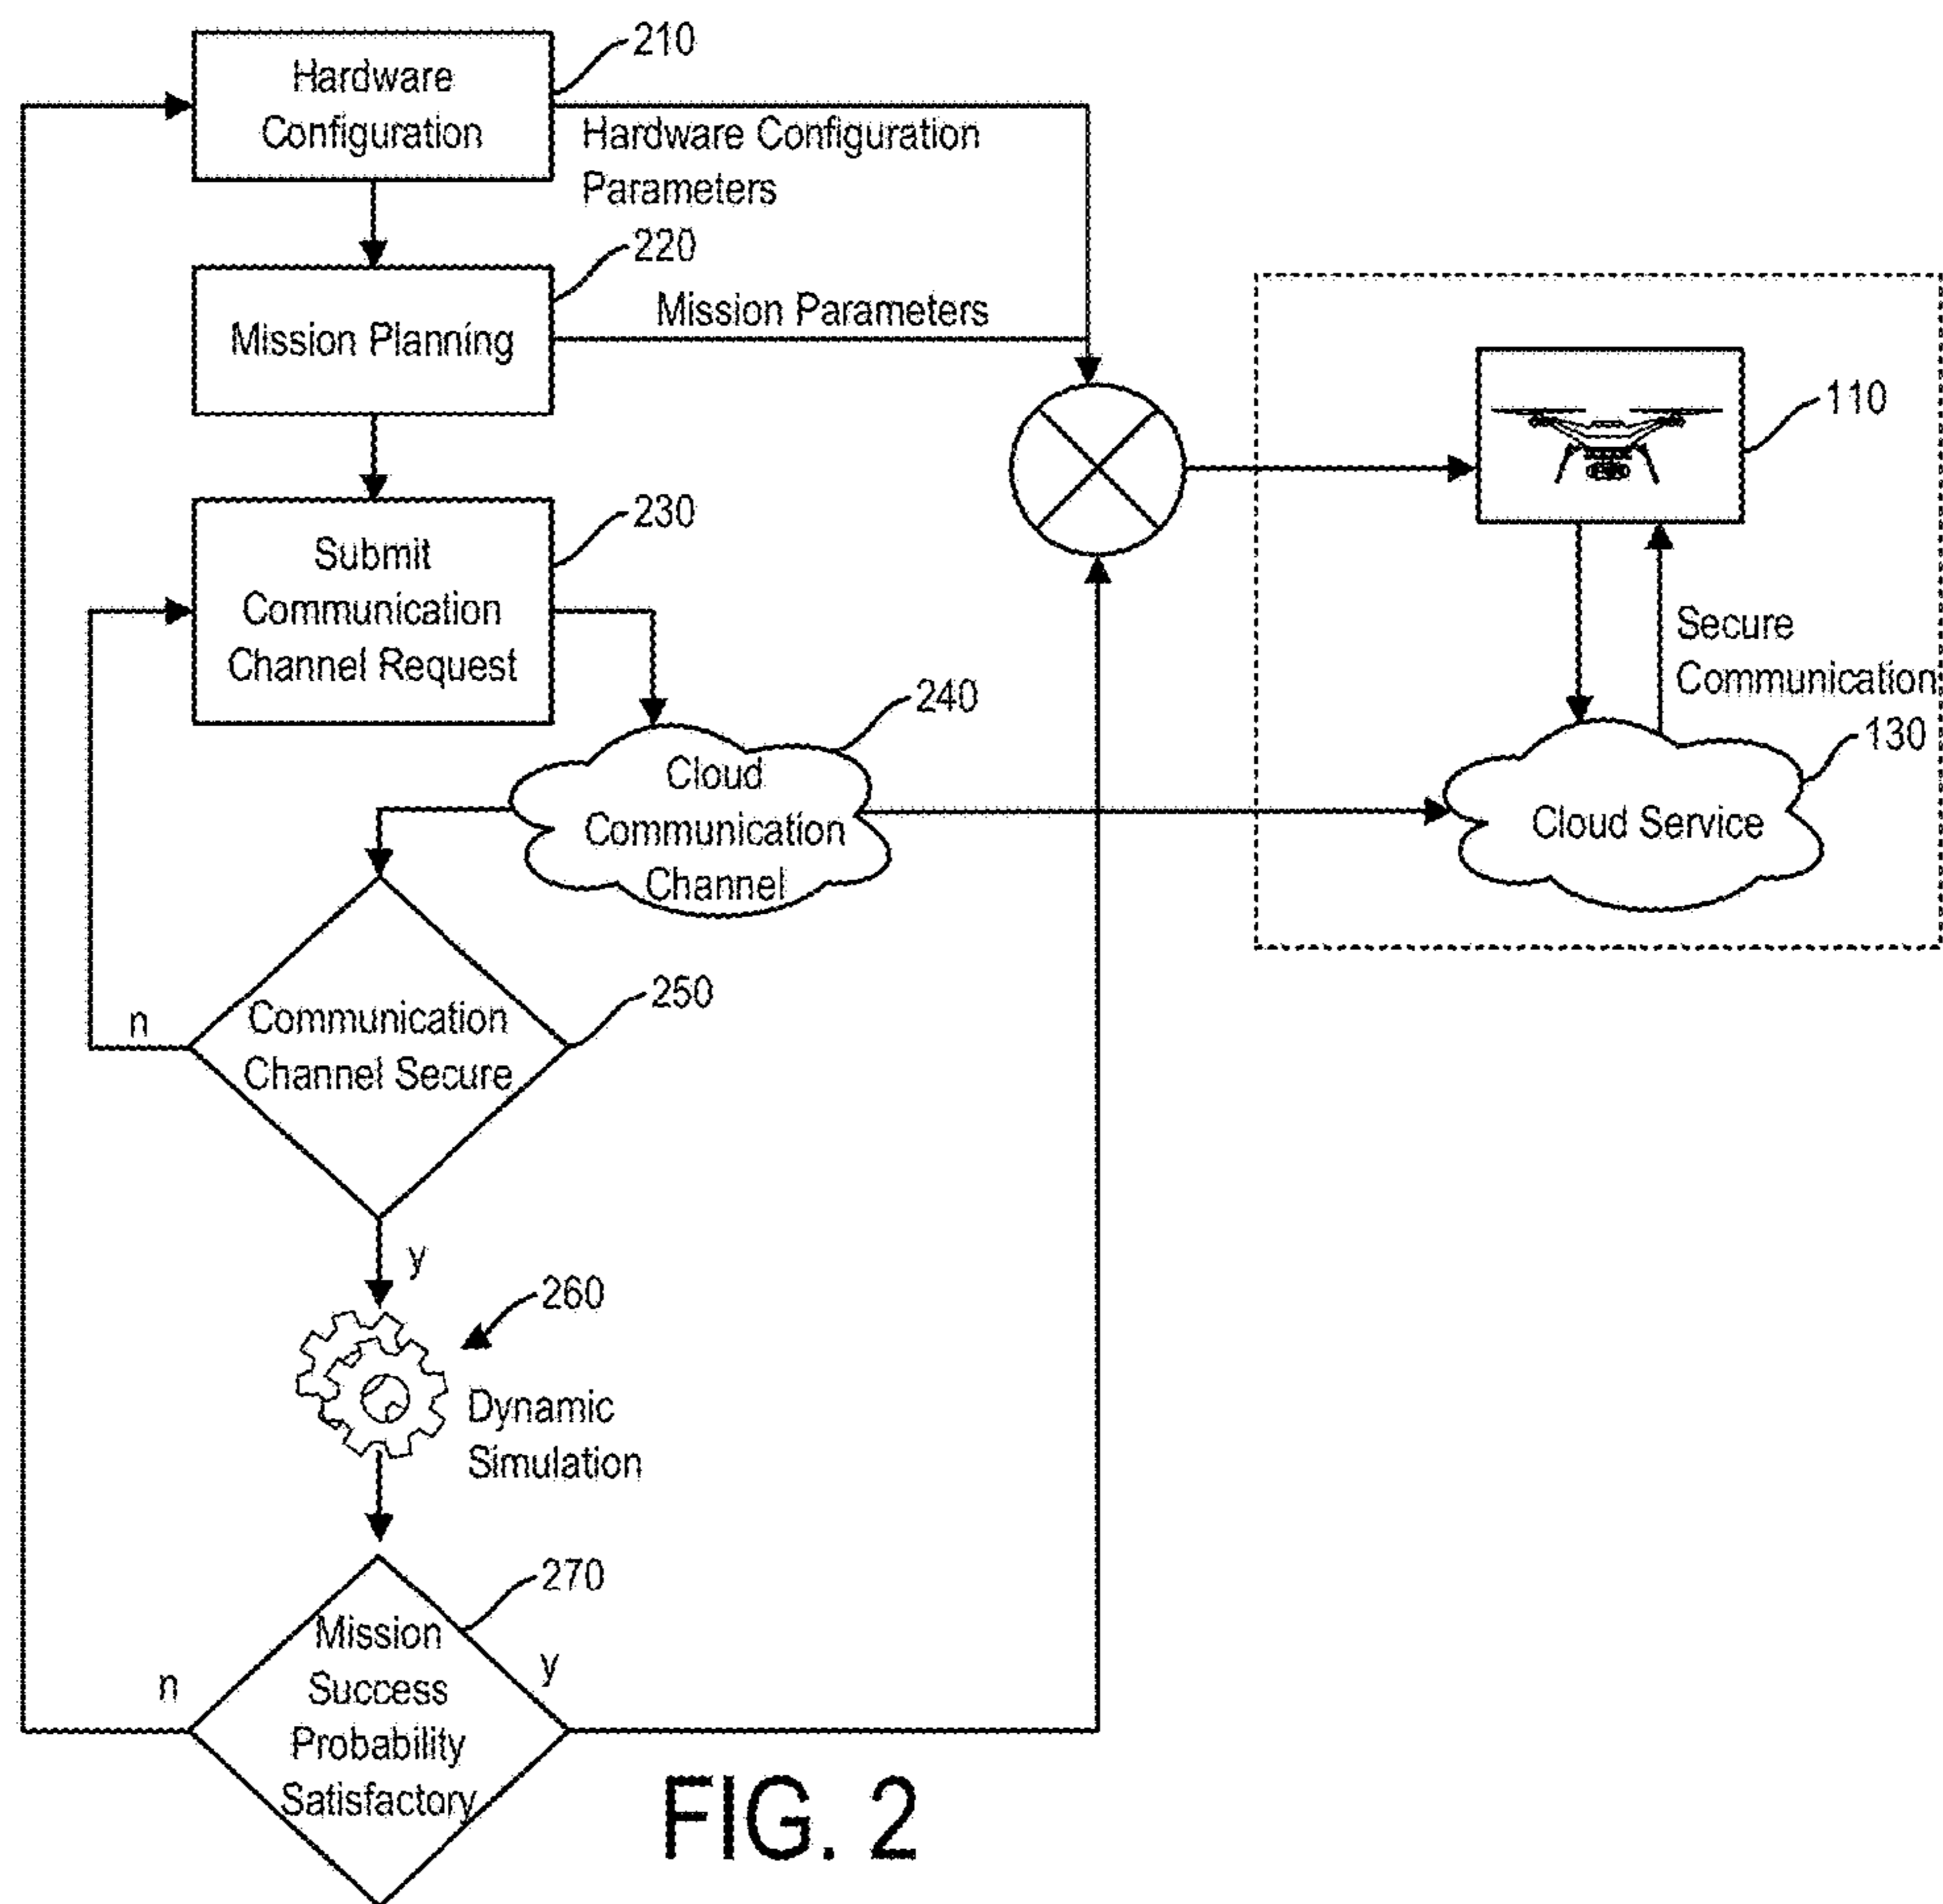 210
Hardware
Configuration
Hardware Configuration
Parameters
220
Mission Planning
Mission Parameters
110
230
Submit
Communication
Channel Request
Secure
Communication
240
130
Cloud
Communication
Channel
Cloud Service
250
n
Communication
Channel Secure
y
260
Dynamic
Simulation
270
Mission
Success
Probability
Satisfactory
n
y
FIG. 2